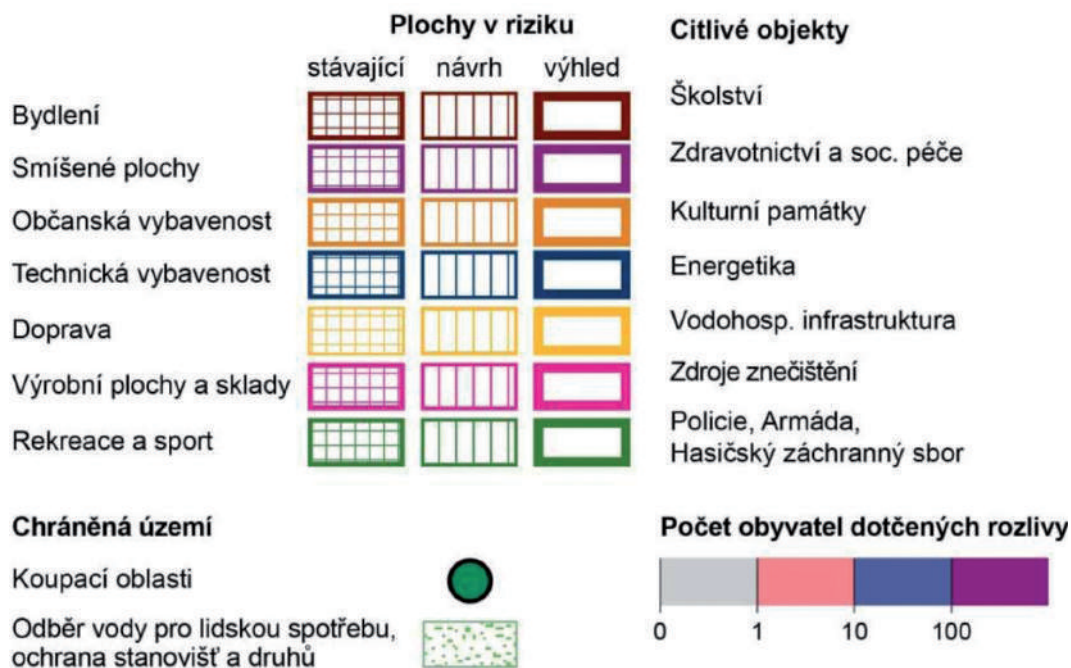 Plochy v riziku
stávající návrh výhled
Bydlení
Smíšené plochy
Občanská vybavenost
Technická vybavenost
Doprava
Výrobní plochy a sklady
Rekreace a sport
Citlivé objekty
Školství
Zdravotnictví a soc. péče
Kulturní památky
Energetika
Vodohosp. infrastruktura
Zdroje znečištění
Policie, Armáda,
Hasičský záchranný sbor
Chráněná území
Koupací oblasti
Odběr vody pro lidskou spotřebu,
ochrana stanovišť a druhů
Počet obyvatel dotčených rozlivy
0 1 10 100